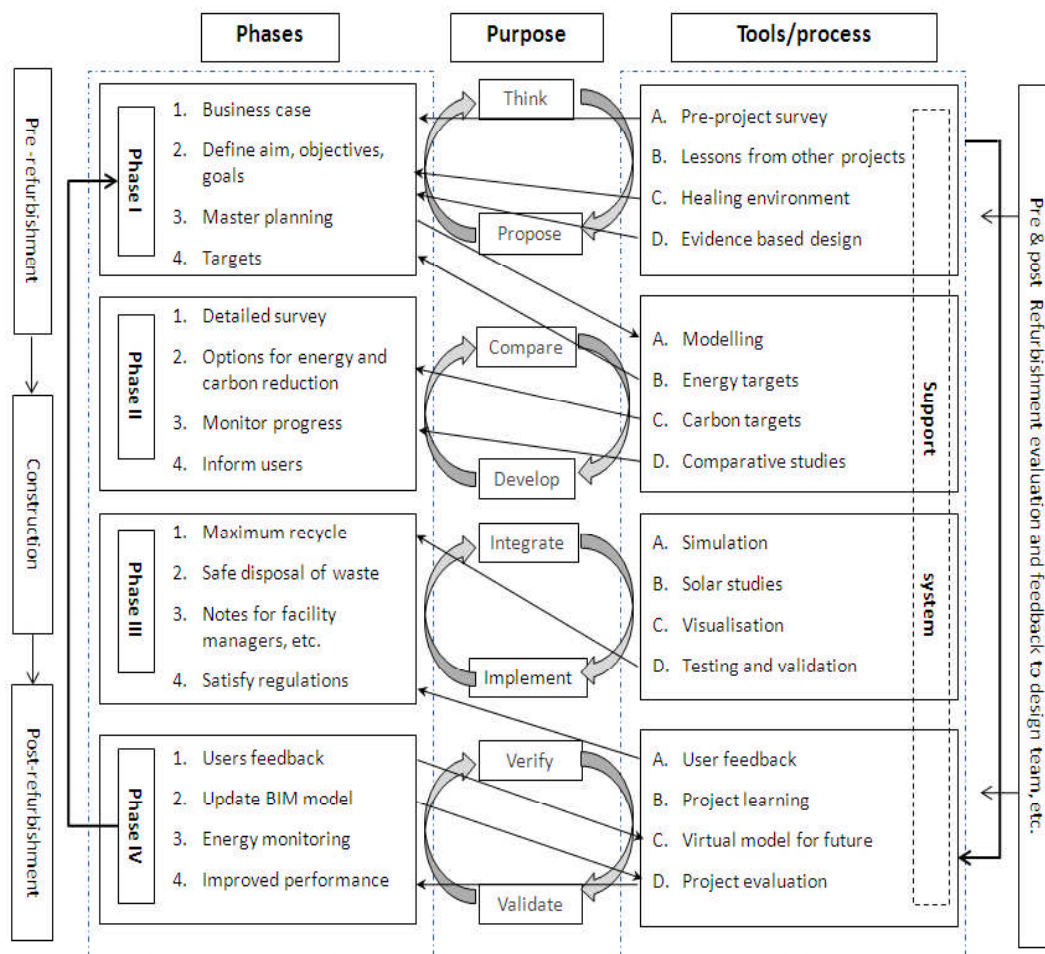 Phases
Purpose
Tools/process
Pre -refurbishment
Construction
Post-refurbishment
Phase I
1. Business case
2. Define aim, objectives,
goals
3. Master planning
4. Targets
Think
Propose
A. Pre-project survey
B. Lessons from other projects
C. Healing environment
D. Evidence based design
Phase II
1. Detailed survey
2. Options for energy and
carbon reduction
3. Monitor progress
4. Inform users
Compare
Develop
A. Modelling
B. Energy targets
C. Carbon targets
D. Comparative studies
Phase III
1. Maximum recycle
2. Safe disposal of waste
3. Notes for facility
managers, etc.
4. Satisfy regulations
Integrate
Implement
A. Simulation
B. Solar studies
C. Visualisation
D. Testing and validation
Phase IV
1. Users feedback
2. Update BIM model
3. Energy monitoring
4. Improved performance
Verify
Validate
A. User feedback
B. Project learning
C. Virtual model for future
D. Project evaluation
Support
system
Pre & post Refurbishment evaluation and feedback to design team, etc.